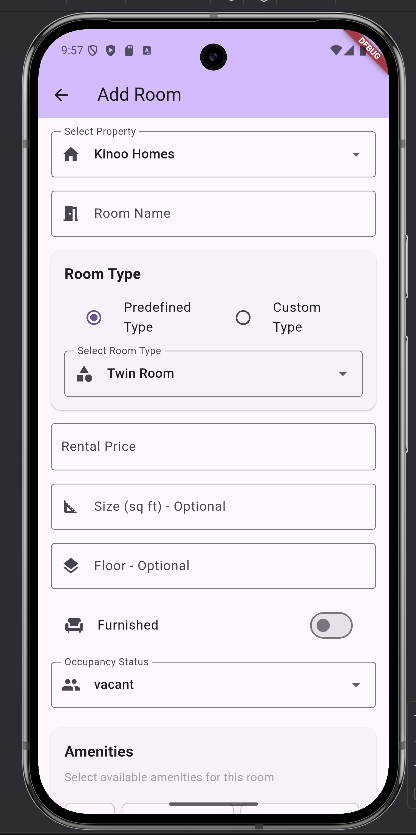 9:57
DEBUG
Add Room
Select Property
Kinoo Homes
Room Name
Room Type
Predefined Custom
Type Type
Select Room Type
Twin Room
Rental Price
Size (sq ft) - Optional
Floor - Optional
Furnished
Occupancy Status
vacant
Amenities
Select available amenities for this room